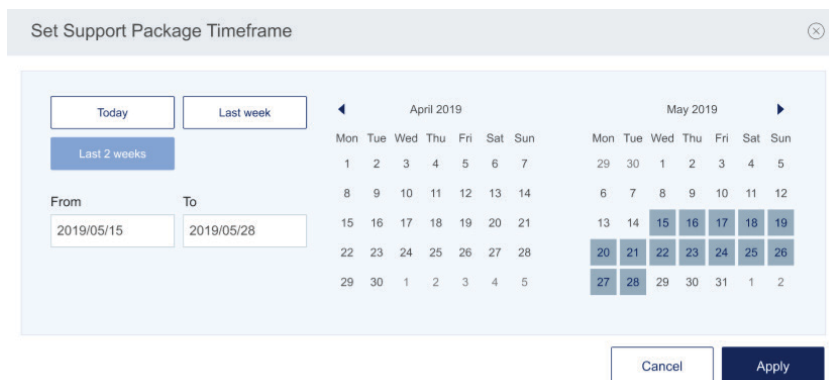 Set Support Package Timeframe
Today
Last week
Last 2 weeks
From
To
2019/05/15
2019/05/28
April 2019
Mon Tue Wed Thu Fri Sat Sun
1 2 3 4 5 6 7
8 9 10 11 12 13 14
15 16 17 18 19 20 21
22 23 24 25 26 27 28
29 30 1 2 3 4 5
May 2019
Mon Tue Wed Thu Fri Sat Sun
29 30 1 2 3 4 5
6 7 8 9 10 11 12
13 14 15 16 17 18 19
20 21 22 23 24 25 26
27 28 29 30 31 1 2
Cancel
Apply